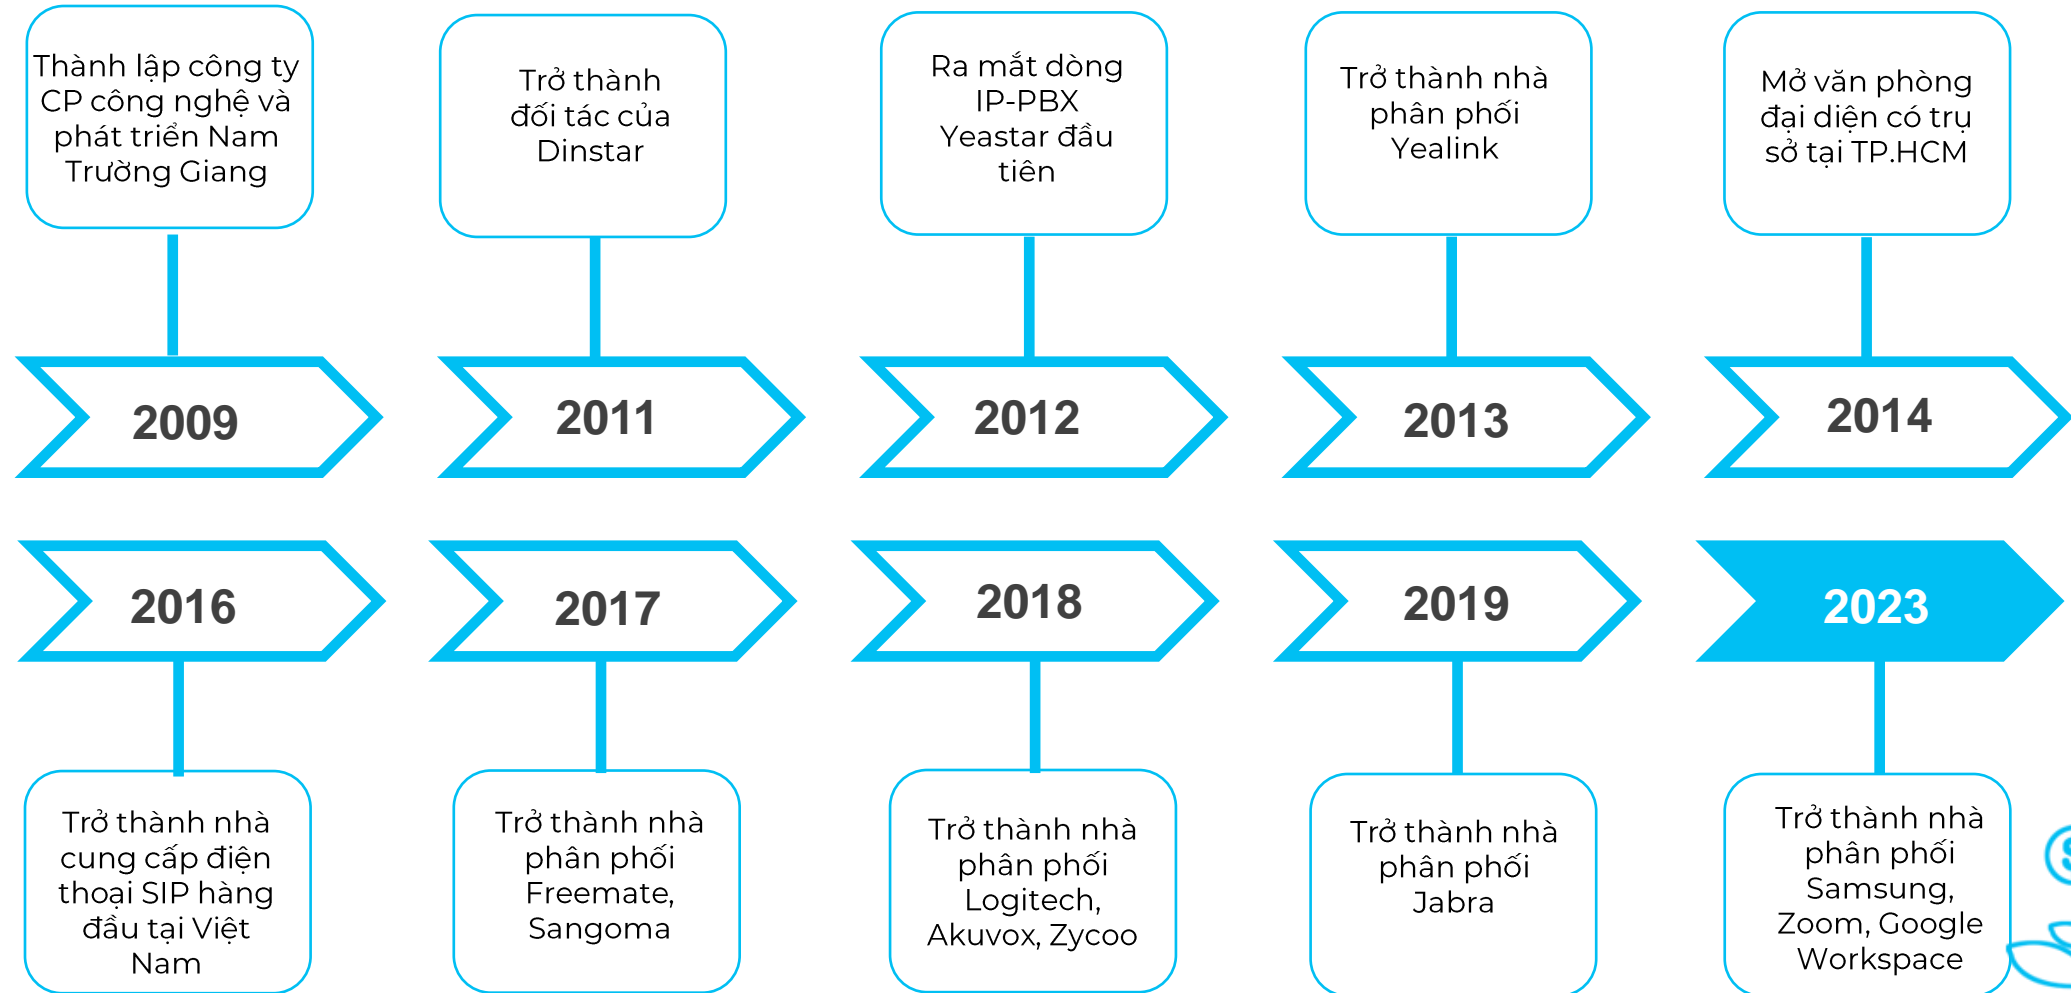 Thành lập công ty
CP công nghệ và
phát triển Nam
Trường Giang
Trở thành
đối tác của
Dinstar
Ra mắt dòng
IP-PBX
Yeastar đầu
tiên
Trở thành nhà
phân phối
Yealink
Mở văn phòng
đại diện có trụ
sở tại TP.HCM
2009
2011
2012
2013
2014
2016
2017
2018
2019
2023
Trở thành nhà
cung cấp điện
thoại SIP hàng
đầu tại Việt
Nam
Trở thành nhà
phân phối
Freemate,
Sangoma
Trở thành nhà
phân phối
Logitech,
Akuvox, Zycoo
Trở thành nhà
phân phối
Jabra
Trở thành nhà
phân phối
Samsung,
Zoom, Google
Workspace